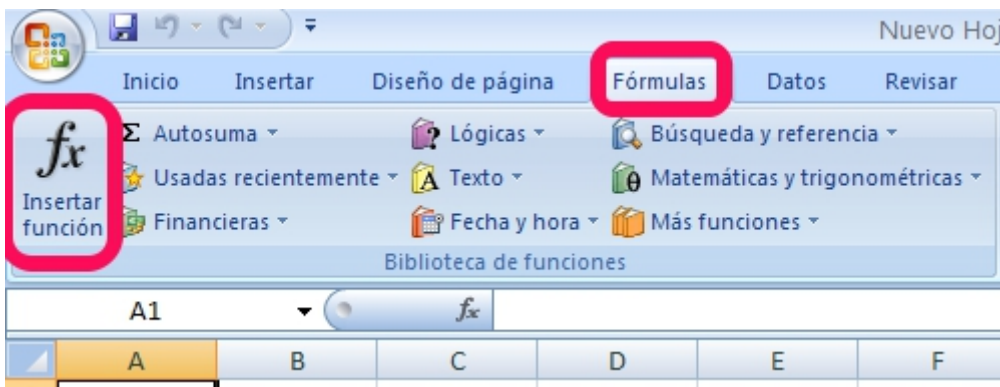 Nuevo Hoj
Inicio Insertar Diseño de página Fórmulas Datos Revisar
fx Insertar función
Σ Autosuma Lógicas Búsqueda y referencia
Usadas recientemente A Texto θ Matemáticas y trigonométricas
Financieras Fecha y hora Más funciones
Biblioteca de funciones
A1 fx
A B C D E F